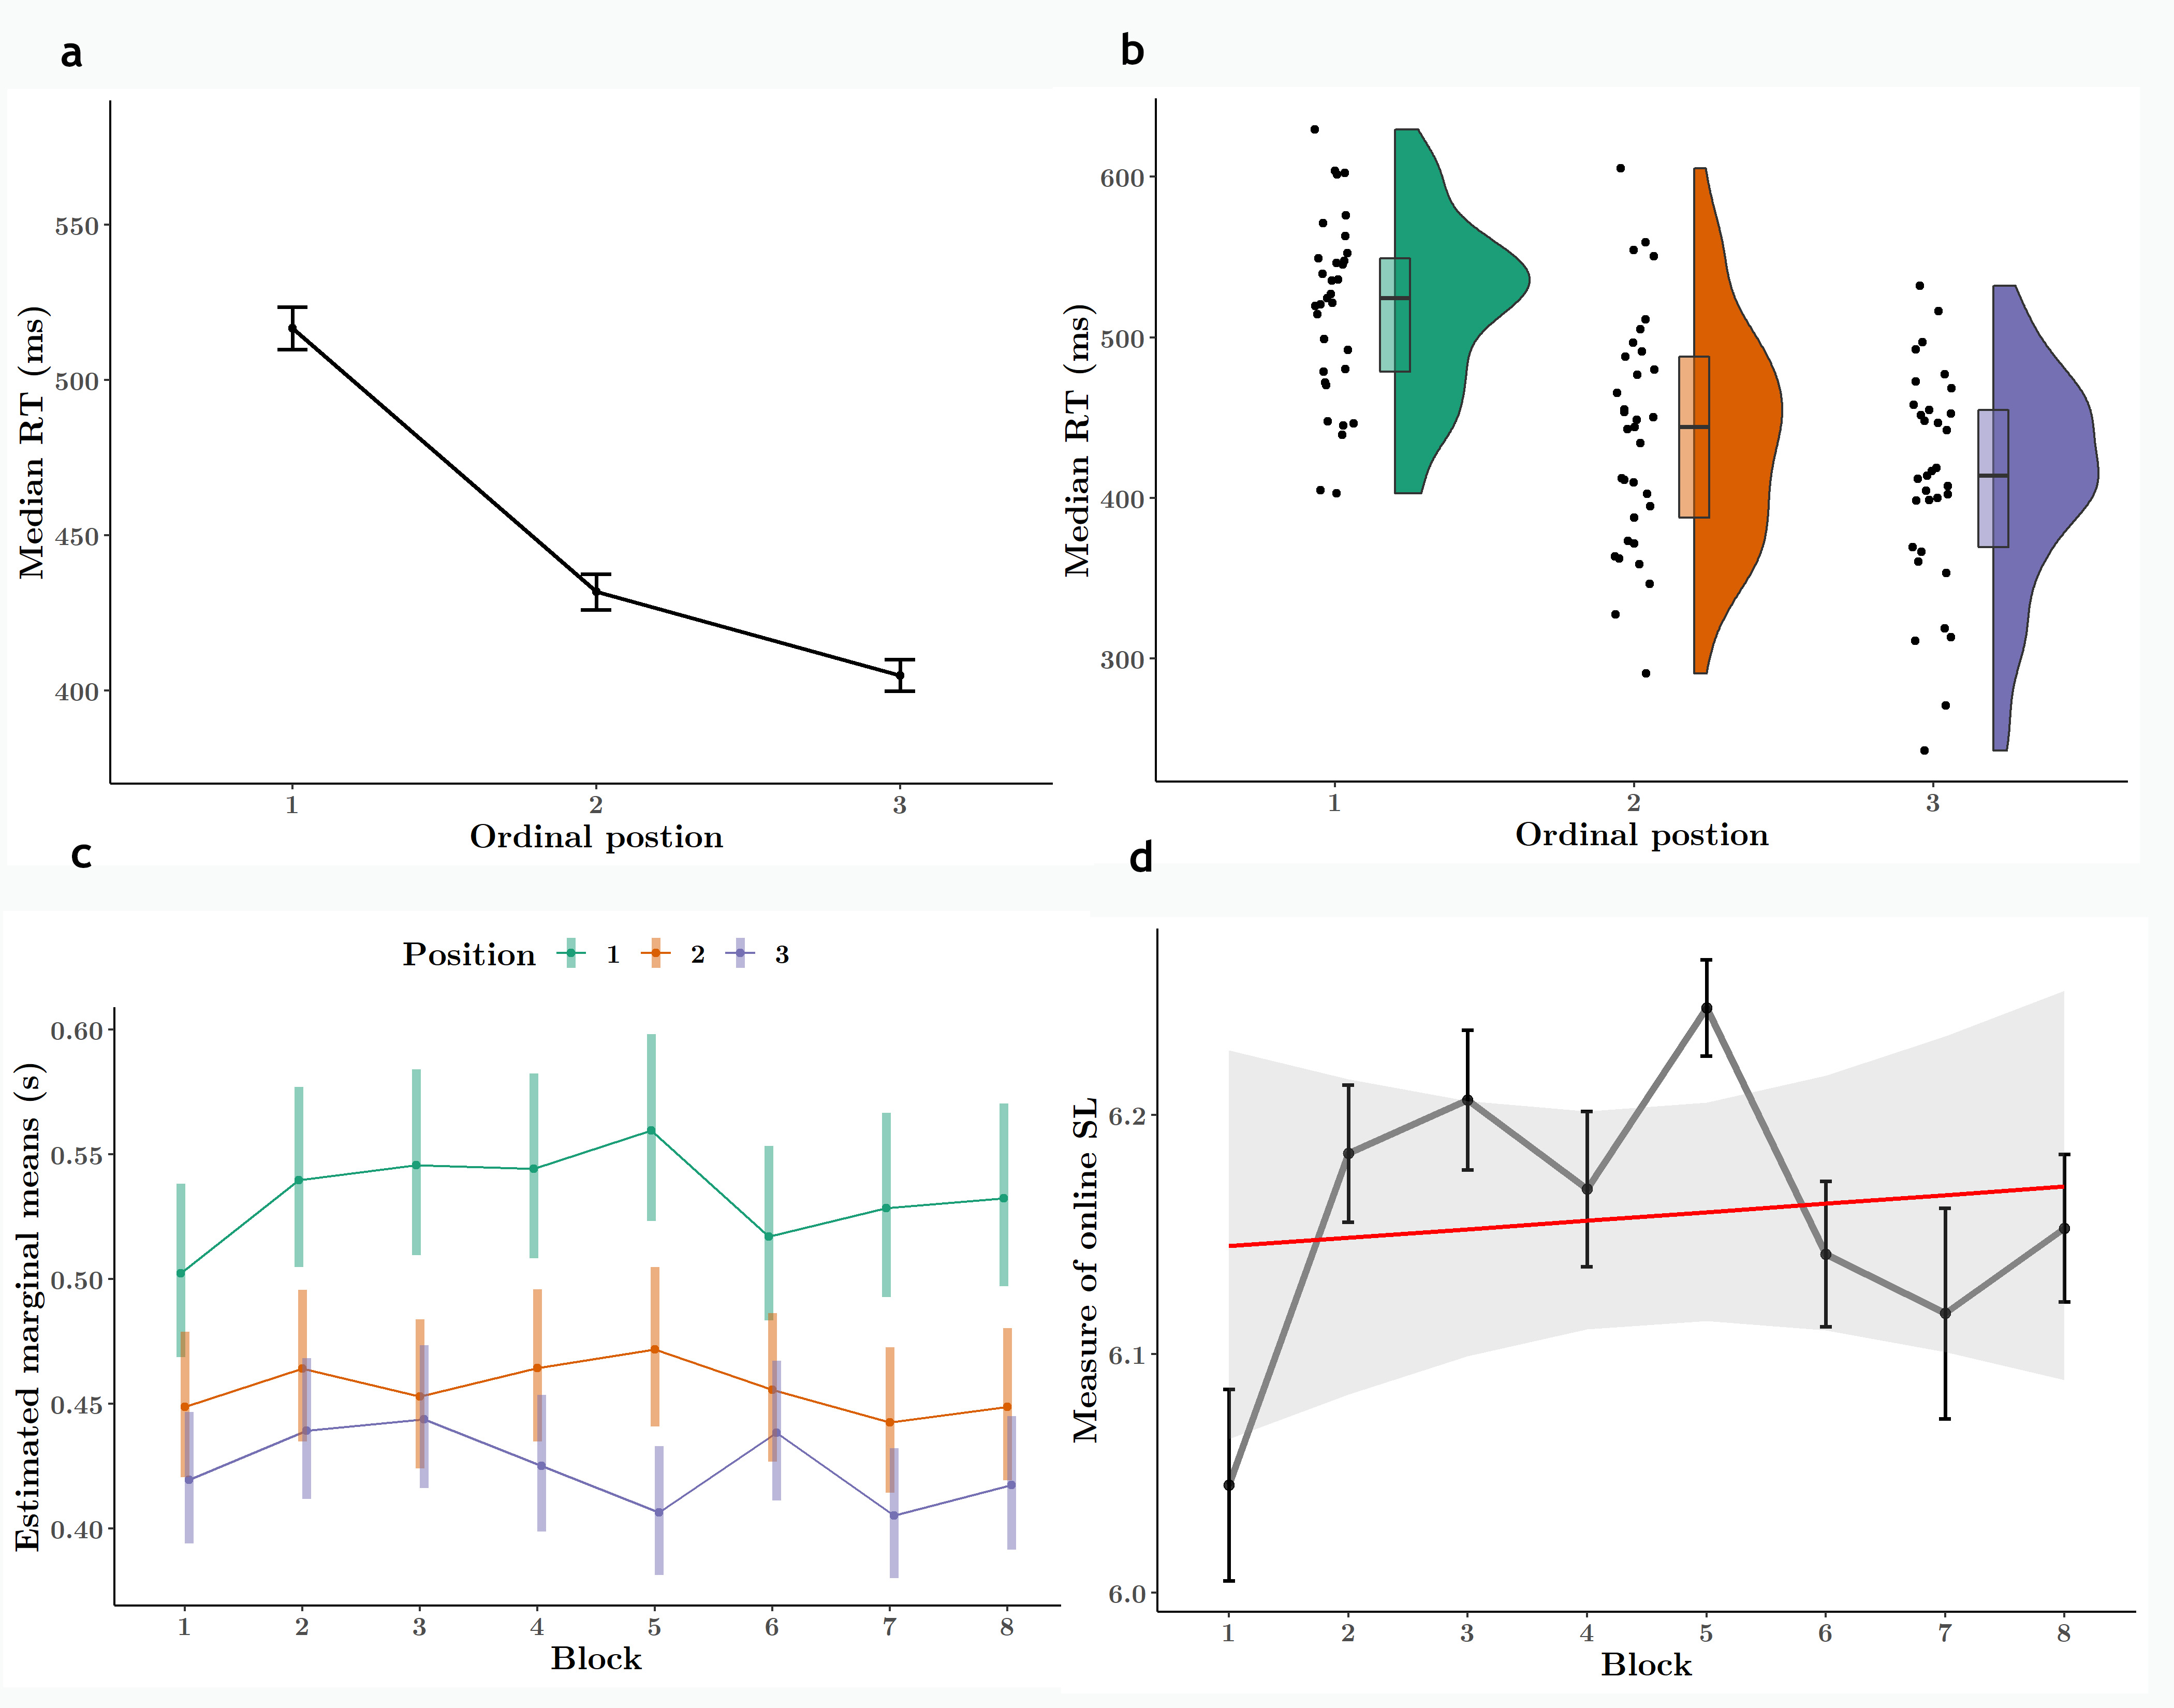 a
Median RT (ms)
550
500
450
400
1 2 3
Ordinal postion
b
Median RT (ms)
600
500
400
300
1 2 3
Ordinal postion
c
Position 1 2 3
Estimated marginal means (s)
0.60
0.55
0.50
0.45
0.40
1 2 3 4 5 6 7 8
Block
d
Measure of online SL
6.2
6.1
6.0
1 2 3 4 5 6 7 8
Block